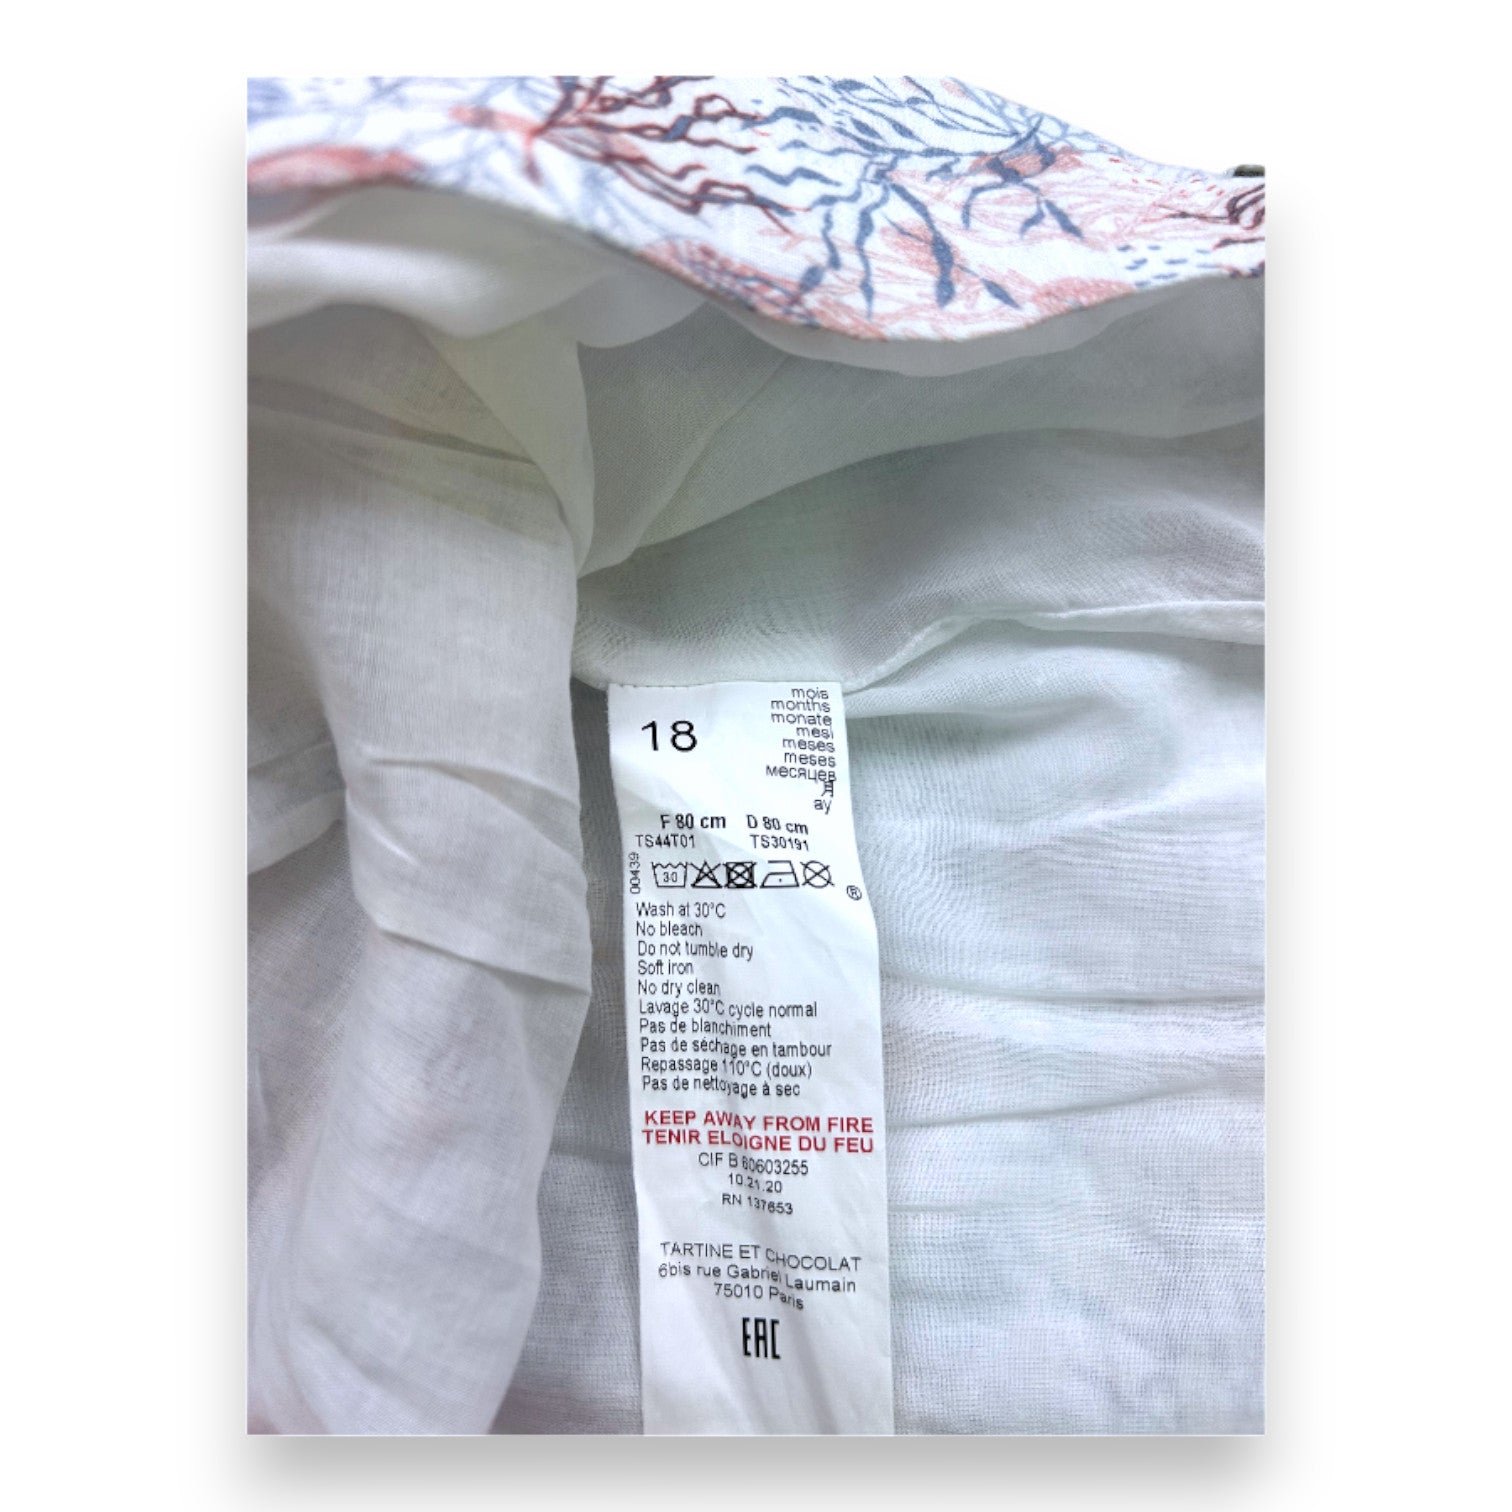 18
mois
months
monate
mesi
meses
meses
месяцев
月
ay
F 80 cm D 80 cm
TS44T01 TS30191
00439
30
®
Wash at 30°C
No bleach
Do not tumble dry
Soft iron
No dry clean
Lavage 30°C cycle normal
Pas de blanchiment
Pas de séchage en tambour
Repassage 110°C (doux)
Pas de nettoyage à sec
KEEP AWAY FROM FIRE
TENIR ELOIGNE DU FEU
CIF B 60603255
10.21.20
RN 137653
TARTINE ET CHOCOLAT
6bis rue Gabriel Laumain
75010 Paris
EAC